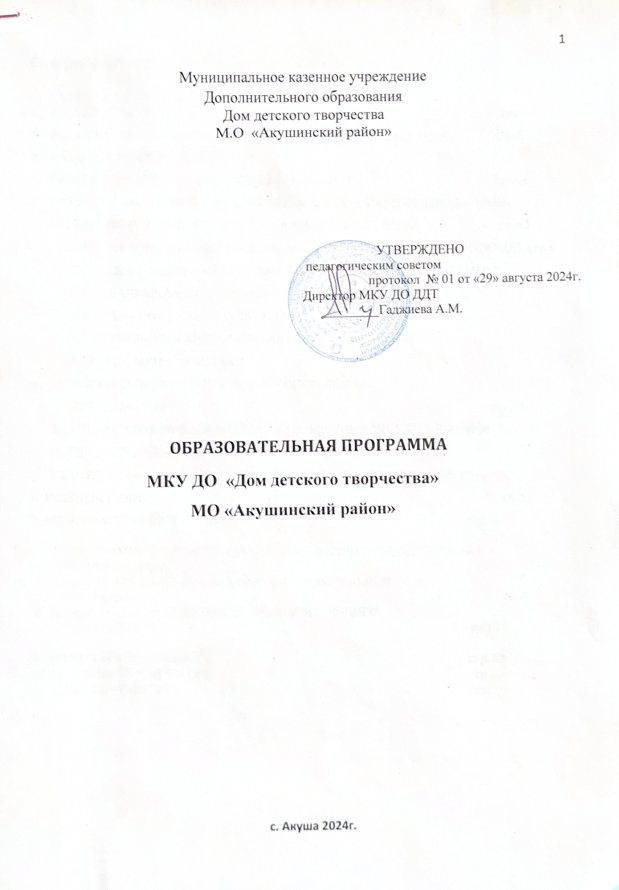 1
Муниципальное казенное учреждение
Дополнительного образования
Дом детского творчества
М.О «Акушинский район»
УТВЕРЖДЕНО
педагогическим советом
протокол № 01 от «29» августа 2024г.
Директор МКУ ДО ДДТ
Гаджиева А.М.
ОБРАЗОВАТЕЛЬНАЯ ПРОГРАММА
МКУ ДО «Дом детского творчества»
МО «Акушинский район»
с. Акуша 2024г.